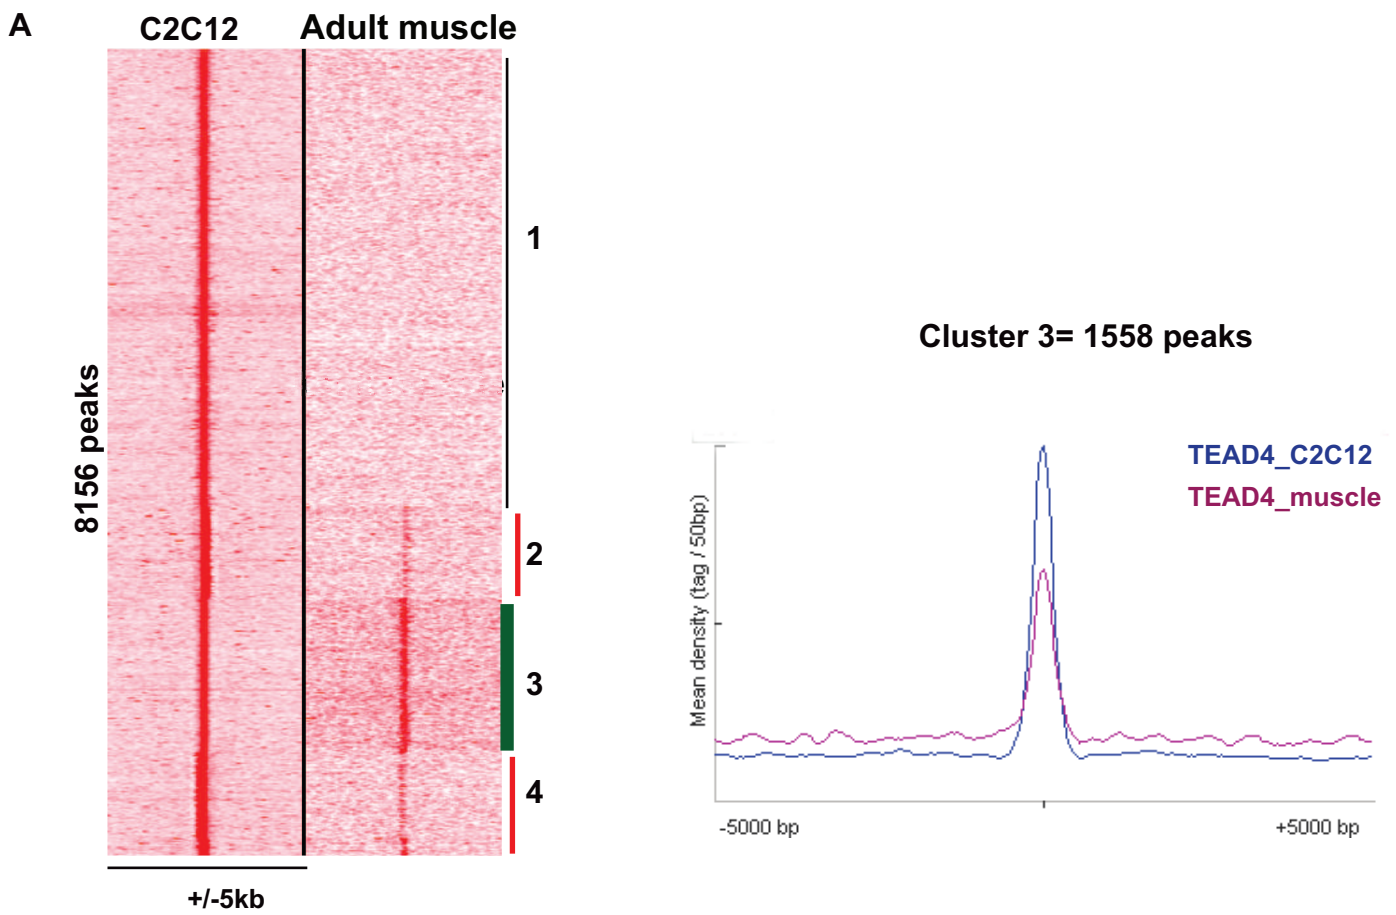 A
C2C12
Adult muscle
8156 peaks
1
2
3
4
+/-5kb
Cluster 3= 1558 peaks
TEAD4_C2C12
TEAD4_muscle
Mean density (tag / 50bp)
-5000 bp
+5000 bp